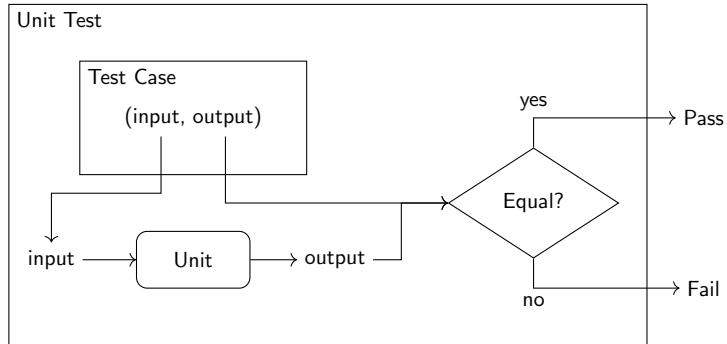 Unit Test
Test Case
(input, output)
yes
Pass
Equal?
input
Unit
output
no
Fail